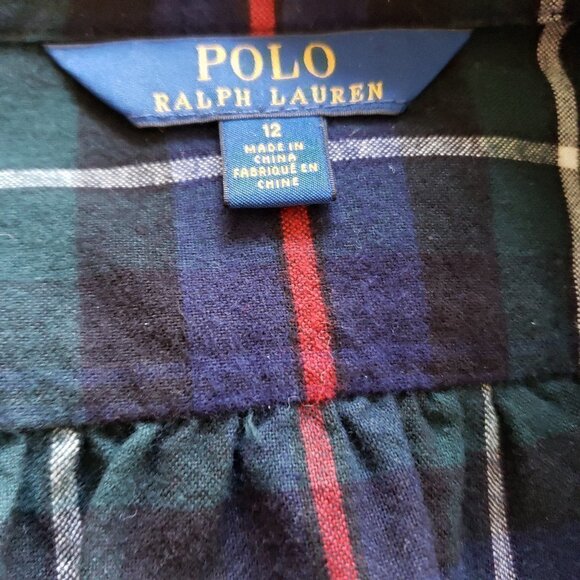 POLO
RALPH LAUREN
12
MADE IN
CHINA
FABRIQUÉ EN
CHINE